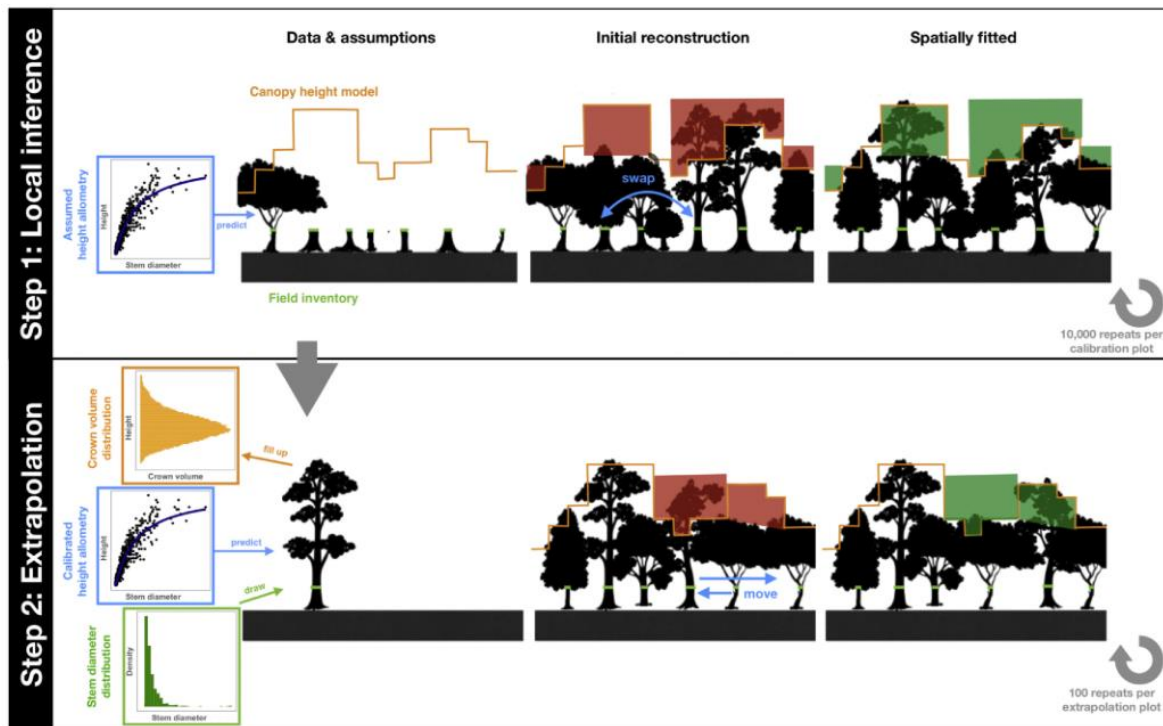 Step 1: Local inference
Data & assumptions
Initial reconstruction
Spatially fitted
Canopy height model
Assumed
height allometry
Height
Stem diameter
predict
swap
Field inventory
10,000 repeats per
calibration plot
Step 2: Extrapolation
Crown volume
distribution
Height
Crown volume
fill up
Calibrated
height allometry
Height
Stem diameter
predict
draw
move
Stem diameter
distribution
Density
Stem diameter
100 repeats per
extrapolation plot